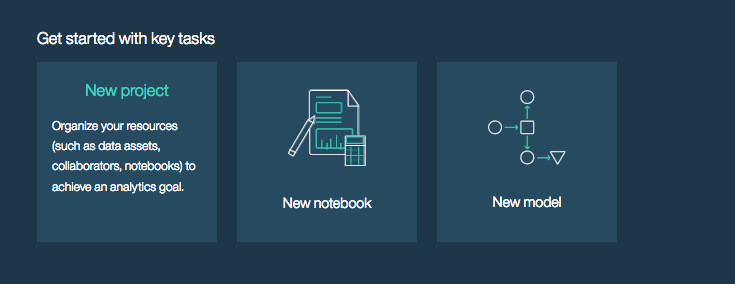 Get started with key tasks
New project
Organize your resources
(such as data assets,
collaborators, notebooks) to
achieve an analytics goal.
New notebook
New model